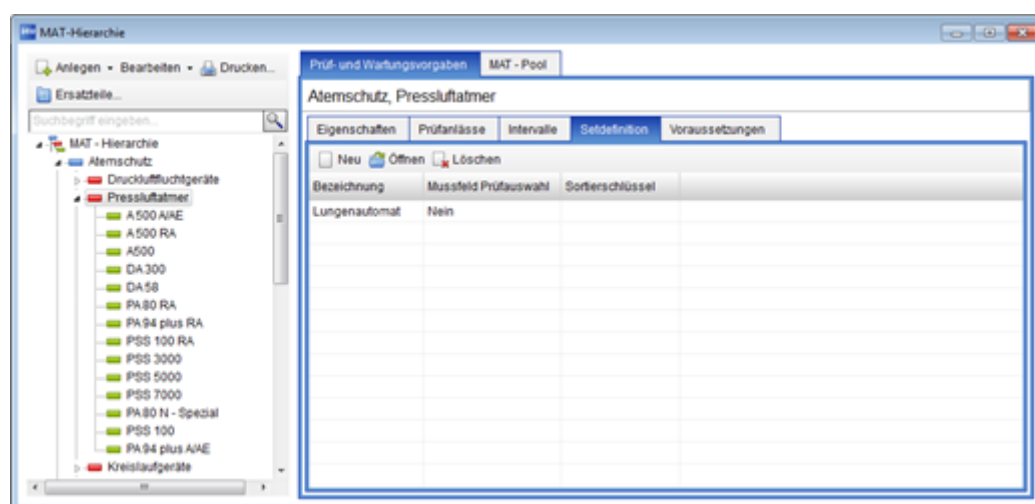 MAT-Hierarchie
Anlegen Bearbeiten Drucken...
Ersatzteile...
Suchbegriff eingeben...
MAT - Hierarchie
Atemschutz
Druckluftfluchtgeräte
Pressluftatmer
A 500 A/AE
A 500 RA
A500
DA 300
DA 58
PA 80 RA
PA 94 plus RA
PSS 100 RA
PSS 3000
PSS 5000
PSS 7000
PA 80 N - Spezial
PSS 100
PA 94 plus A/AE
Kreislaufgeräte
Prüf- und Wartungsvorgaben MAT - Pool
Atemschutz, Pressluftatmer
Eigenschaften Prüfanlässe Intervalle Setdefinition Voraussetzungen
Neu Öffnen Löschen
Bezeichnung Mussfeld Prüfauswahl Sortierschlüssel
Lungenautomat Nein